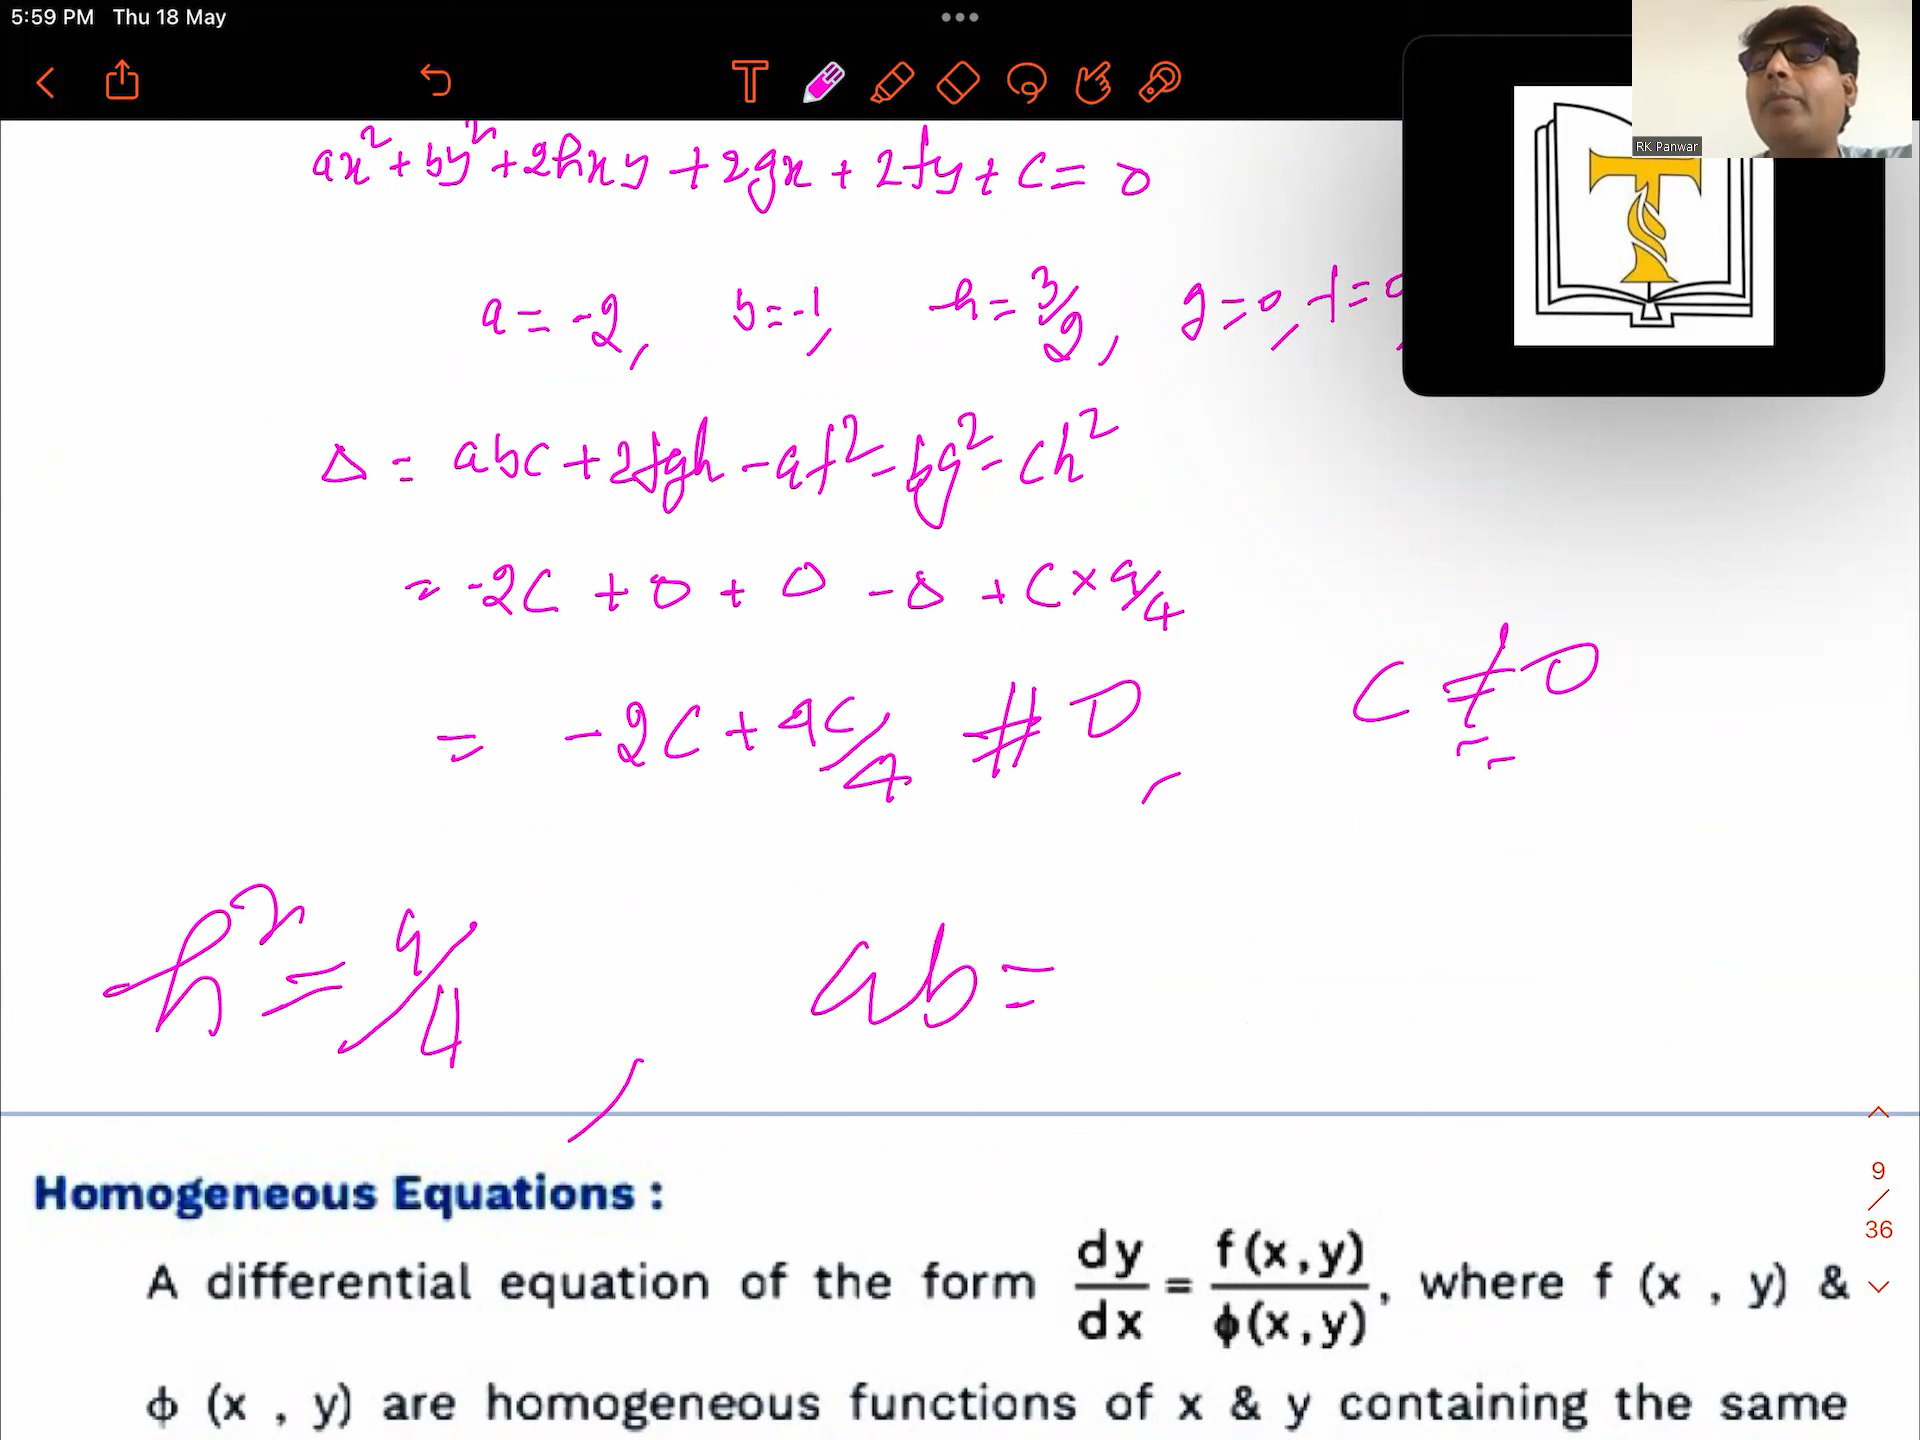 5:59 PM Thu 18 May
RK Panwar
ax² + by² + 2hxy + 2gx + 2fy + c = 0
a = -2, b = -1, h = 3/2, g = 0, f = 0
Δ = abc + 2fgh - af² - bg² - ch²
= -2c + 0 + 0 - 0 + c × 9/4
= -2c + 9c/4 ≠ 0, c ≠ 0
h² = 9/4, ab =
Homogeneous Equations :
A differential equation of the form dy/dx = f(x,y)/ϕ(x,y), where f (x , y) &
ϕ (x , y) are homogeneous functions of x & y containing the same
9 / 36